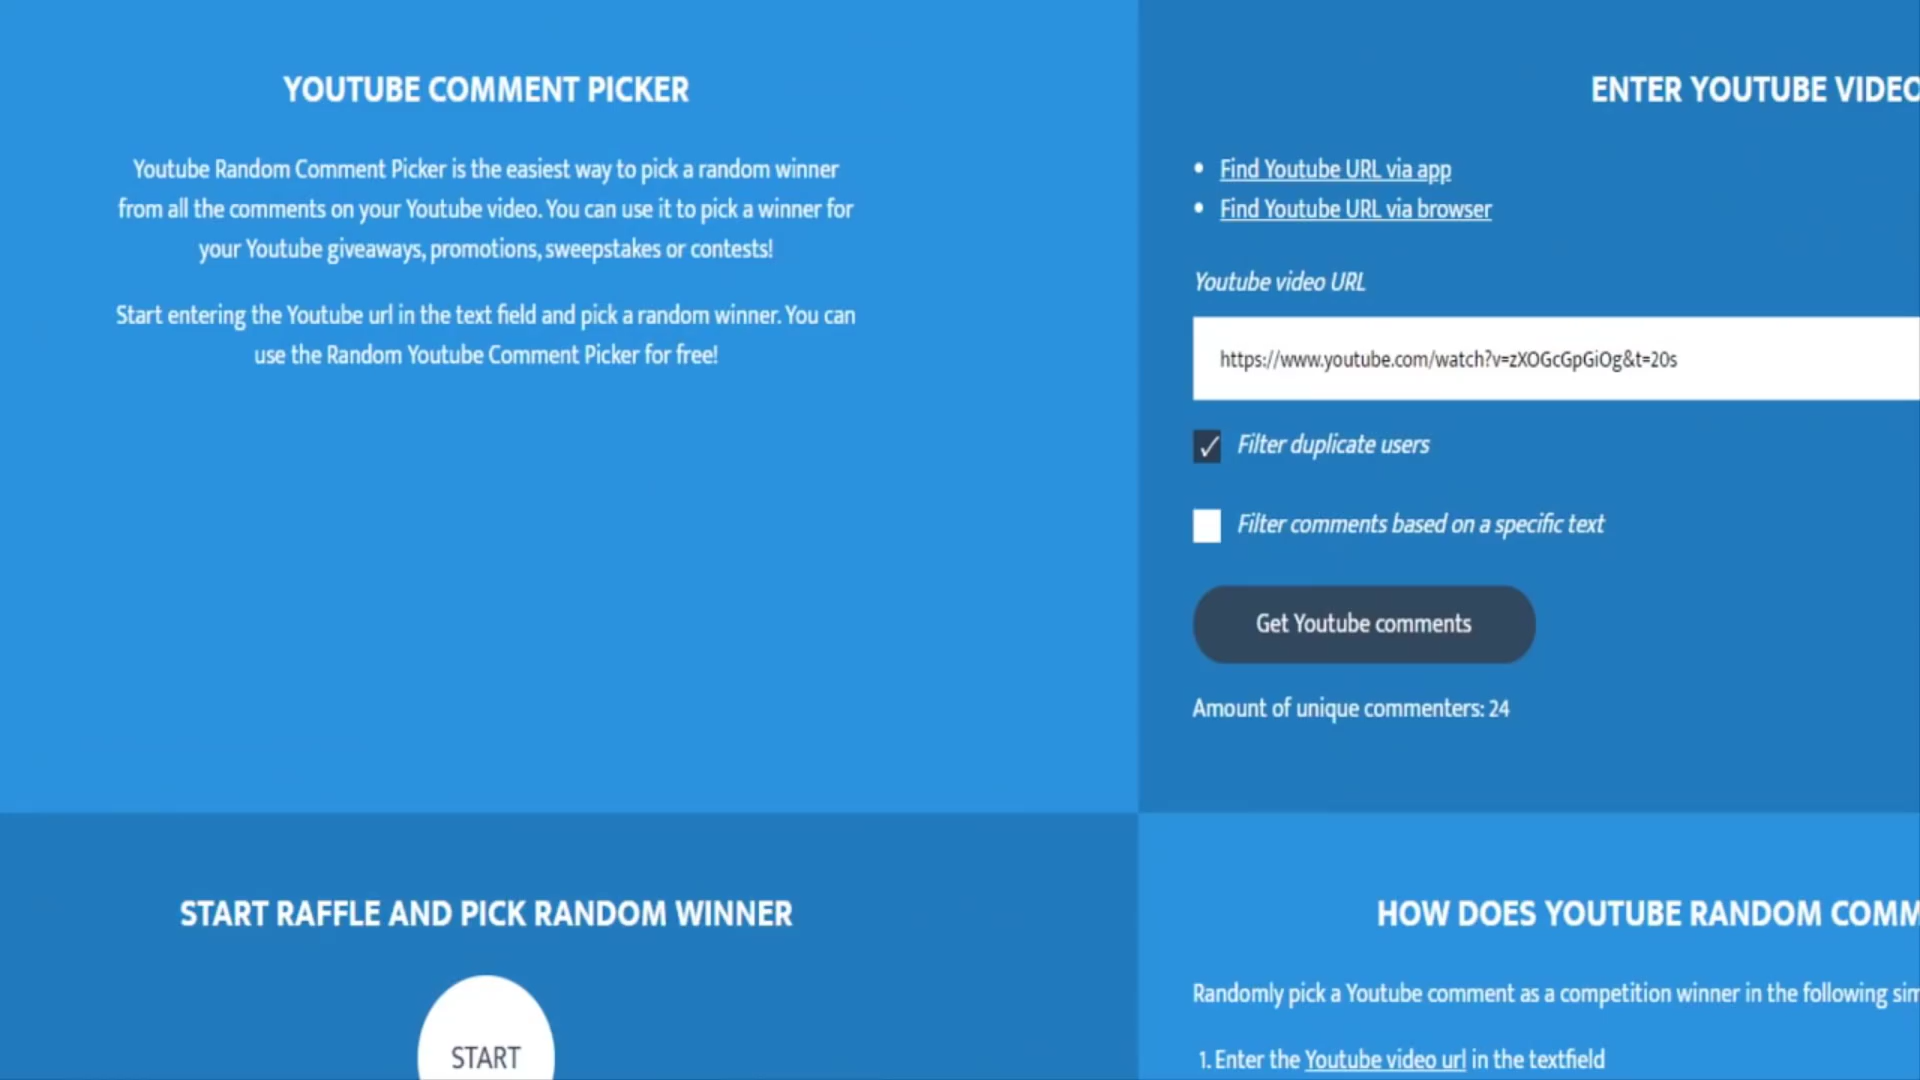 YOUTUBE COMMENT PICKER
Youtube Random Comment Picker is the easiest way to pick a random winner
from all the comments on your Youtube video. You can use it to pick a winner for
your Youtube giveaways, promotions, sweepstakes or contests!
Start entering the Youtube url in the text field and pick a random winner. You can
use the Random Youtube Comment Picker for free!
ENTER YOUTUBE VIDEO
• Find Youtube URL via app
• Find Youtube URL via browser
Youtube video URL
https://www.youtube.com/watch?v=zXOGcGpGiOg&t=20s
Filter duplicate users
Filter comments based on a specific text
Get Youtube comments
Amount of unique commenters: 24
START RAFFLE AND PICK RANDOM WINNER
START
HOW DOES YOUTUBE RANDOM COMM
Randomly pick a Youtube comment as a competition winner in the following sim
1. Enter the Youtube video url in the textfield